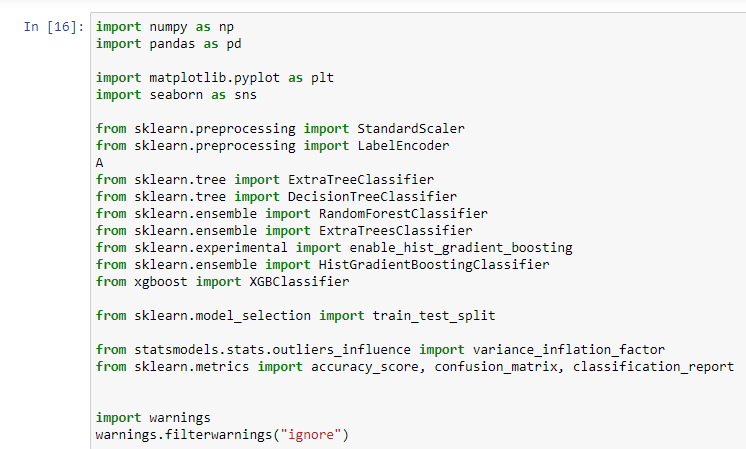 In [16]: import numpy as np
import pandas as pd
import matplotlib.pyplot as plt
import seaborn as sns
from sklearn.preprocessing import StandardScaler
from sklearn.preprocessing import LabelEncoder
A
from sklearn.tree import ExtraTreeClassifier
from sklearn.tree import DecisionTreeClassifier
from sklearn.ensemble import RandomForestClassifier
from sklearn.ensemble import ExtraTreesClassifier
from sklearn.experimental import enable_hist_gradient_boosting
from sklearn.ensemble import HistGradientBoostingClassifier
from xgboost import XGBClassifier
from sklearn.model_selection import train_test_split
from statsmodels.stats.outliers_influence import variance_inflation_factor
from sklearn.metrics import accuracy_score, confusion_matrix, classification_report
import warnings
warnings.filterwarnings("ignore")